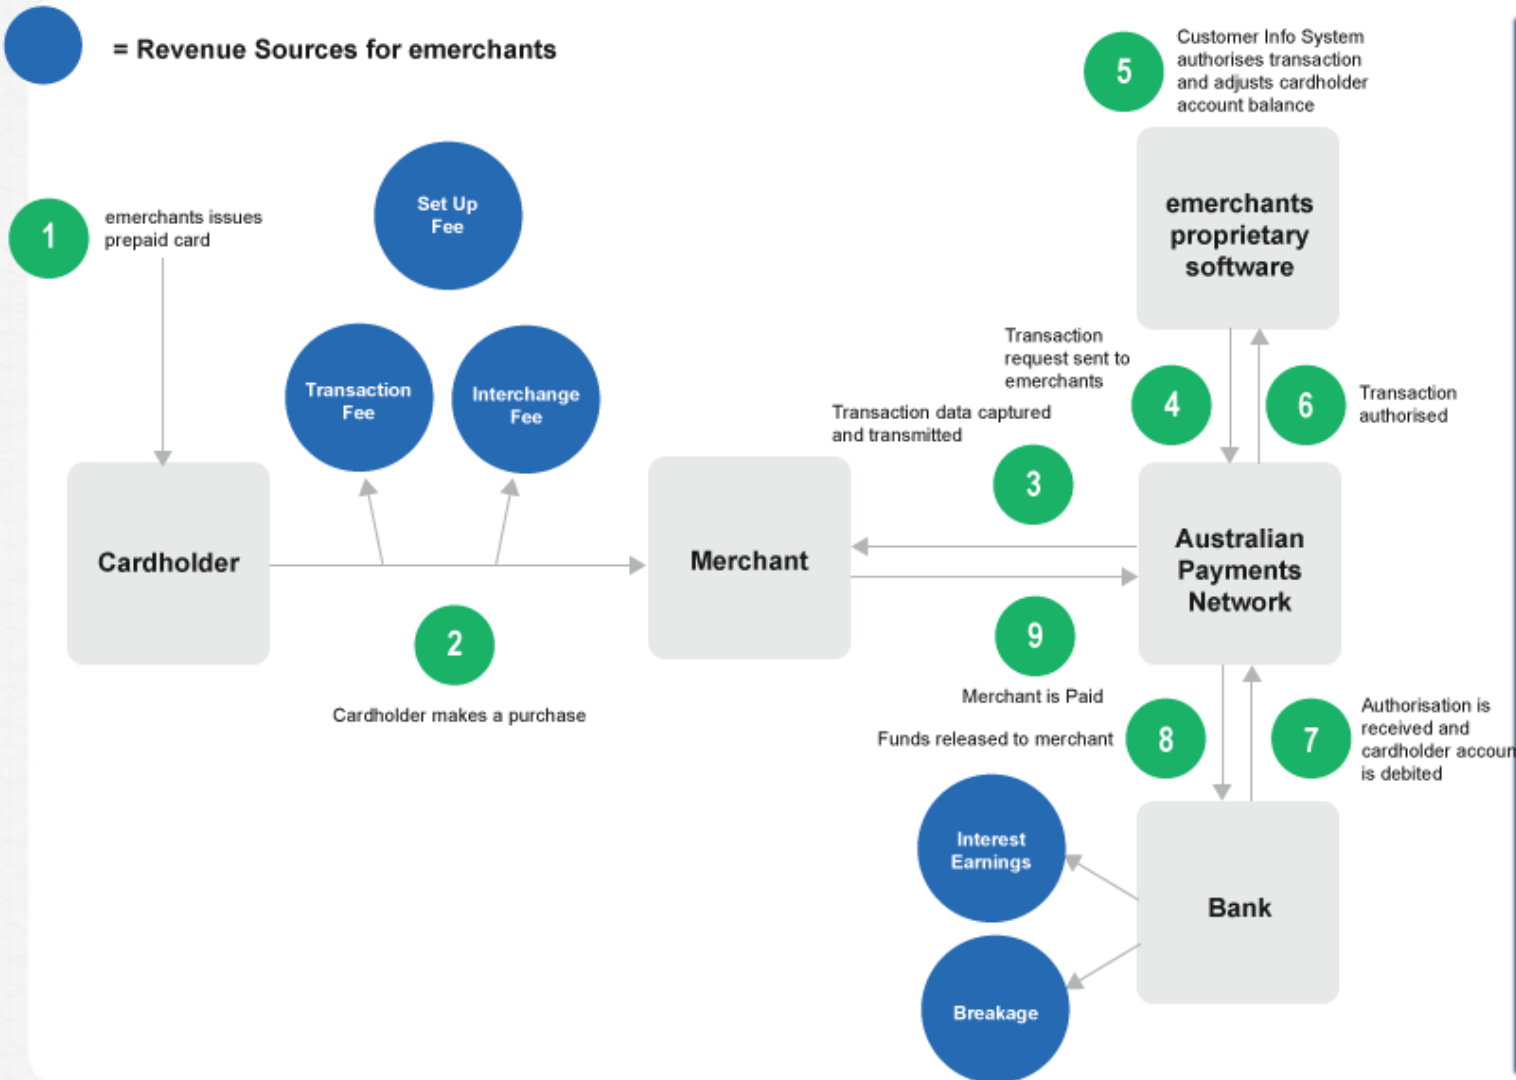 = Revenue Sources for emerchants
5
Customer Info System
authorises transaction
and adjusts cardholder
account balance
1
emerchants issues
prepaid card
Set Up
Fee
emerchants
proprietary
software
Transaction
Fee
Interchange
Fee
Transaction
request sent to
emerchants
4
6
Transaction
authorised
Transaction data captured
and transmitted
3
Cardholder
Merchant
Australian
Payments
Network
2
Cardholder makes a purchase
9
Merchant is Paid
Funds released to merchant
8
7
Authorisation is
received and
cardholder accoun
is debited
Interest
Earnings
Bank
Breakage